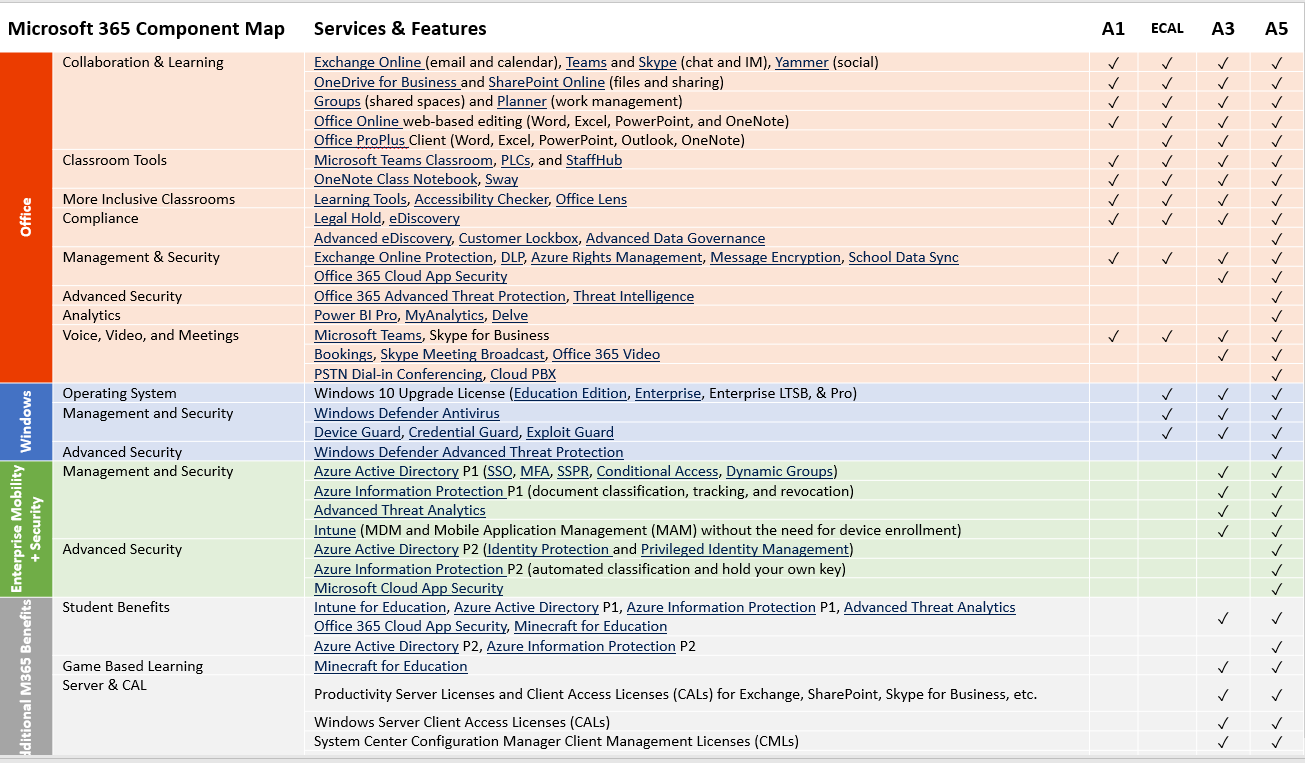 Microsoft 365 Component Map Services & Features A1 ECAL A3 A5
Office
Collaboration & Learning Exchange Online (email and calendar), Teams and Skype (chat and IM), Yammer (social) ✓ ✓ ✓ ✓
OneDrive for Business and SharePoint Online (files and sharing) ✓ ✓ ✓ ✓
Groups (shared spaces) and Planner (work management) ✓ ✓ ✓ ✓
Office Online web-based editing (Word, Excel, PowerPoint, and OneNote) ✓ ✓ ✓ ✓
Office ProPlus Client (Word, Excel, PowerPoint, Outlook, OneNote) ✓ ✓ ✓
Classroom Tools Microsoft Teams Classroom, PLCs, and StaffHub ✓ ✓ ✓ ✓
OneNote Class Notebook, Sway ✓ ✓ ✓ ✓
More Inclusive Classrooms Learning Tools, Accessibility Checker, Office Lens ✓ ✓ ✓ ✓
Compliance Legal Hold, eDiscovery ✓ ✓ ✓ ✓
Advanced eDiscovery, Customer Lockbox, Advanced Data Governance ✓
Management & Security Exchange Online Protection, DLP, Azure Rights Management, Message Encryption, School Data Sync ✓ ✓ ✓ ✓
Office 365 Cloud App Security ✓ ✓
Advanced Security Office 365 Advanced Threat Protection, Threat Intelligence ✓
Analytics Power BI Pro, MyAnalytics, Delve ✓
Voice, Video, and Meetings Microsoft Teams, Skype for Business ✓ ✓ ✓ ✓
Bookings, Skype Meeting Broadcast, Office 365 Video ✓ ✓
PSTN Dial-in Conferencing, Cloud PBX ✓
Windows
Operating System Windows 10 Upgrade License (Education Edition, Enterprise, Enterprise LTSB, & Pro) ✓ ✓ ✓
Management and Security Windows Defender Antivirus ✓ ✓ ✓
Device Guard, Credential Guard, Exploit Guard ✓ ✓ ✓
Advanced Security Windows Defender Advanced Threat Protection ✓
Enterprise Mobility
+ Security
Management and Security Azure Active Directory P1 (SSO, MFA, SSPR, Conditional Access, Dynamic Groups) ✓ ✓
Azure Information Protection P1 (document classification, tracking, and revocation) ✓ ✓
Advanced Threat Analytics ✓ ✓
Intune (MDM and Mobile Application Management (MAM) without the need for device enrollment) ✓ ✓
Advanced Security Azure Active Directory P2 (Identity Protection and Privileged Identity Management) ✓
Azure Information Protection P2 (automated classification and hold your own key) ✓
Microsoft Cloud App Security ✓
dditional M365 Benefits
Student Benefits Intune for Education, Azure Active Directory P1, Azure Information Protection P1, Advanced Threat Analytics
Office 365 Cloud App Security, Minecraft for Education ✓ ✓
Azure Active Directory P2, Azure Information Protection P2 ✓
Game Based Learning Minecraft for Education ✓ ✓
Server & CAL Productivity Server Licenses and Client Access Licenses (CALs) for Exchange, SharePoint, Skype for Business, etc. ✓ ✓
Windows Server Client Access Licenses (CALs) ✓ ✓
System Center Configuration Manager Client Management Licenses (CMLs) ✓ ✓